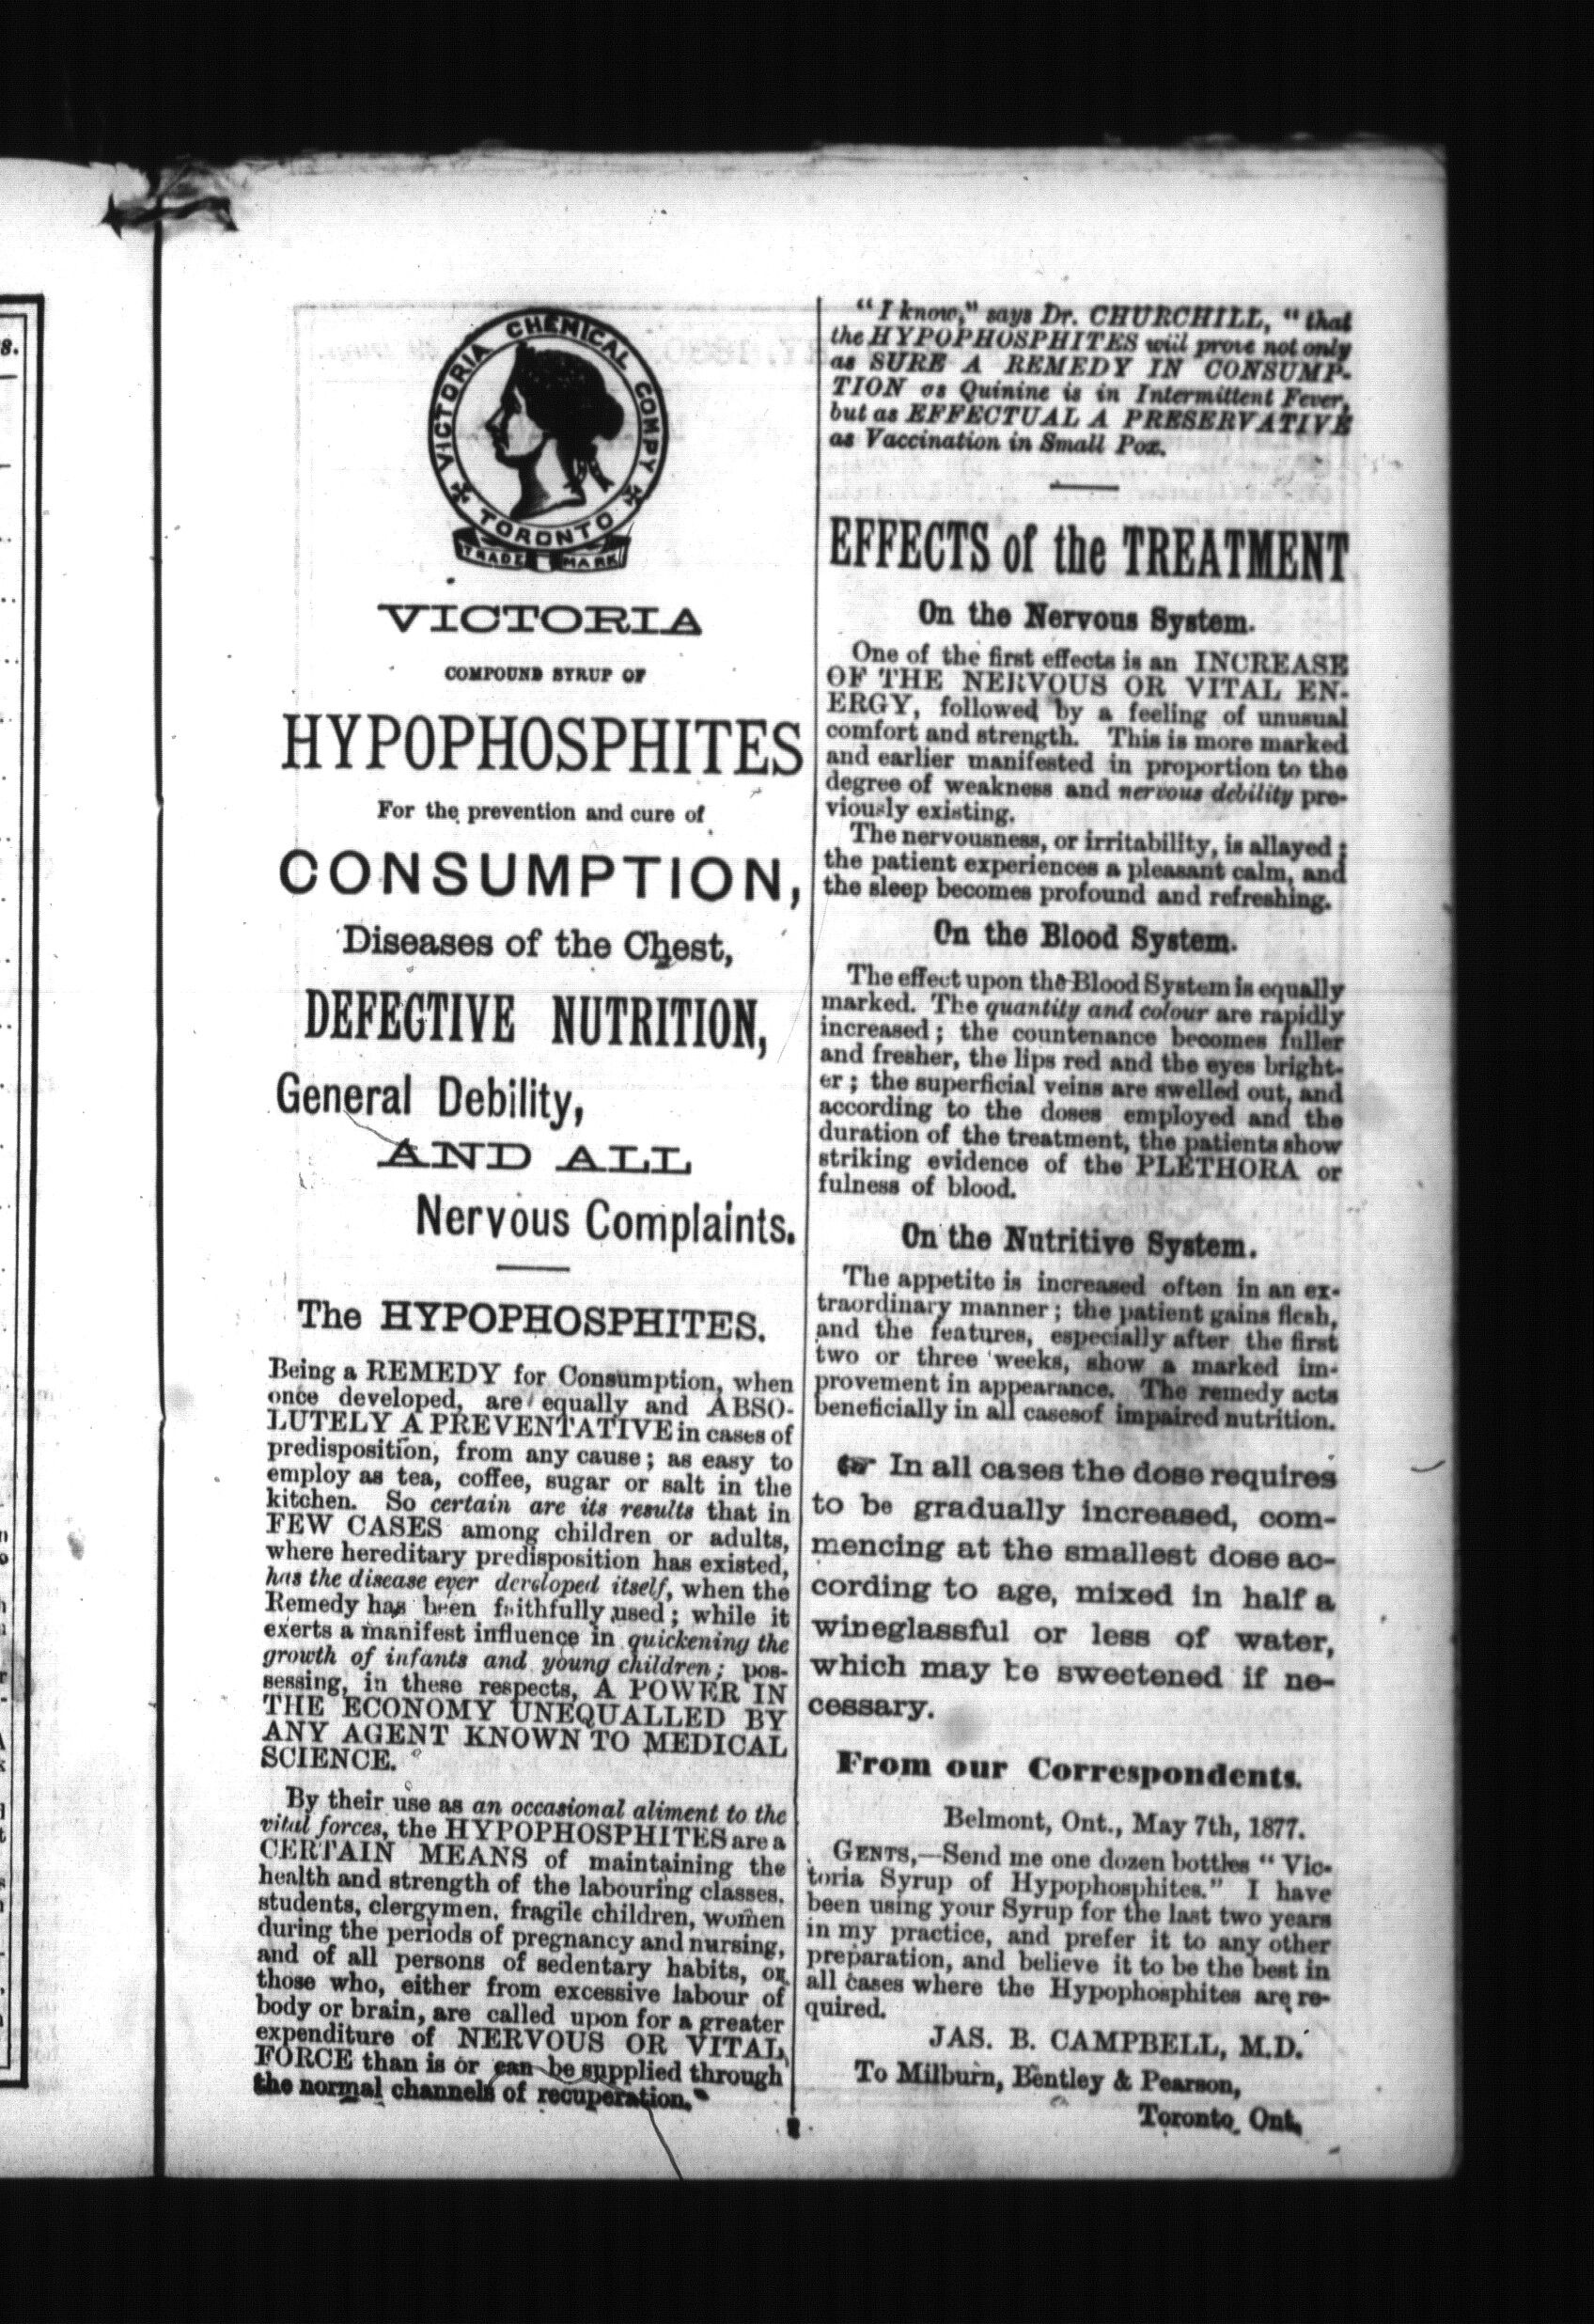 8.
VICTORIA CHEMICAL COMPY
TORONTO
TRADE MARK
VICTORIA
COMPOUND SYRUP OF
HYPOPHOSPHITES
For the prevention and cure of
CONSUMPTION,
Diseases of the Chest,
DEFECTIVE NUTRITION,
General Debility,
AND ALL
Nervous Complaints.
The HYPOPHOSPHITES.
Being a REMEDY for Consumption, when
once developed, are equally and ABSO-
LUTELY A PREVENTATIVE in cases of
predisposition, from any cause; as easy to
employ as tea, coffee, sugar or salt in the
kitchen. So certain are its results that in
FEW CASES among children or adults,
where hereditary predisposition has existed,
has the disease ever developed itself, when the
Remedy has been faithfully used; while it
exerts a manifest influence in quickening the
growth of infants and young children; pos-
sessing, in these respects, A POWER IN
THE ECONOMY UNEQUALLED BY
ANY AGENT KNOWN TO MEDICAL
SCIENCE.
By their use as an occasional aliment to the
vital forces, the HYPOPHOSPHITES are a
CERTAIN MEANS of maintaining the
health and strength of the labouring classes,
students, clergymen, fragile children, women
during the periods of pregnancy and nursing,
and of all persons of sedentary habits, or
those who, either from excessive labour of
body or brain, are called upon for a greater
expenditure of NERVOUS OR VITAL
FORCE than is or can be supplied through
the normal channels of recuperation."
"I know," says Dr. CHURCHILL, "that
the HYPOPHOSPHITES will prove not only
as SURE A REMEDY IN CONSUMP-
TION as Quinine is in Intermittent Fever,
but as EFFECTUAL A PRESERVATIVE
as Vaccination in Small Pox.
EFFECTS of the TREATMENT
On the Nervous System.
One of the first effects is an INCREASE
OF THE NERVOUS OR VITAL EN-
ERGY, followed by a feeling of unusual
comfort and strength. This is more marked
and earlier manifested in proportion to the
degree of weakness and nervous debility pre-
viously existing.
The nervousness, or irritability, is allayed;
the patient experiences a pleasant calm, and
the sleep becomes profound and refreshing.
On the Blood System.
The effect upon the Blood System is equally
marked. The quantity and colour are rapidly
increased; the countenance becomes fuller
and fresher, the lips red and the eyes bright-
er; the superficial veins are swelled out, and
according to the doses employed and the
duration of the treatment, the patients show
striking evidence of the PLETHORA or
fulness of blood.
On the Nutritive System.
The appetite is increased often in an ex-
traordinary manner; the patient gains flesh,
and the features, especially after the first
two or three weeks, show a marked im-
provement in appearance. The remedy acts
beneficially in all casesof impaired nutrition.
☞ In all cases the dose requires
to be gradually increased, com-
mencing at the smallest dose ac-
cording to age, mixed in half a
wineglassful or less of water,
which may be sweetened if ne-
cessary.
From our Correspondents.
Belmont, Ont., May 7th, 1877.
GENTS,—Send me one dozen bottles "Vic-
toria Syrup of Hypophosphites." I have
been using your Syrup for the last two years
in my practice, and prefer it to any other
preparation, and believe it to be the best in
all cases where the Hypophosphites are re-
quired.
JAS. B. CAMPBELL, M.D.
To Milburn, Bentley & Pearson,
Toronto Ont.